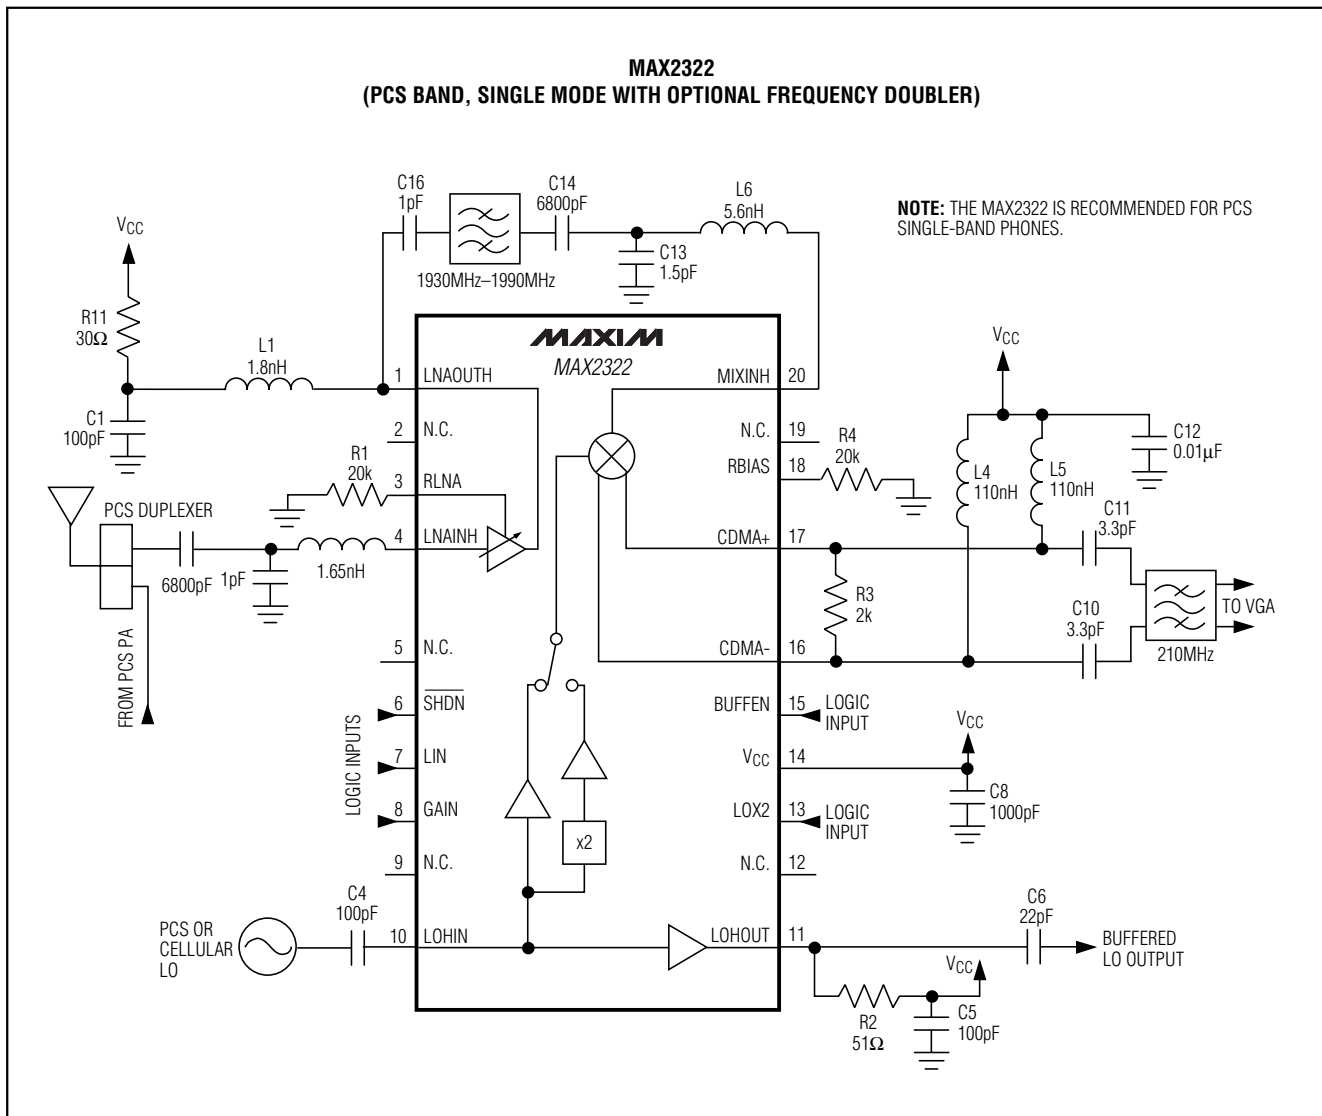 MAX2322
(PCS BAND, SINGLE MODE WITH OPTIONAL FREQUENCY DOUBLER)
C16
1pF
C14
6800pF
L6
5.6nH
NOTE: THE MAX2322 IS RECOMMENDED FOR PCS
SINGLE-BAND PHONES.
VCC
C13
1.5pF
1930MHz–1990MHz
R11
30Ω
L1
1.8nH
MAXIM
MAX2322
VCC
1 LNAOUTH
MIXINH 20
C1
100pF
2 N.C.
N.C. 19
C12
0.01µF
R1
20k
3 RLNA
RBIAS 18
R4
20k
L4
110nH
L5
110nH
PCS DUPLEXER
4 LNAINH
CDMA+ 17
C11
3.3pF
6800pF
1pF
1.65nH
R3
2k
C10
3.3pF
TO VGA
210MHz
FROM PCS PA
5 N.C.
CDMA- 16
6 SHDN
BUFFEN 15
LOGIC
INPUT
LOGIC INPUTS
7 LIN
VCC 14
VCC
C8
1000pF
8 GAIN
LOX2 13
LOGIC
INPUT
x2
9 N.C.
N.C. 12
C4
100pF
PCS OR
CELLULAR
LO
10 LOHIN
LOHOUT 11
C6
22pF
BUFFERED
LO OUTPUT
VCC
R2
51Ω
C5
100pF